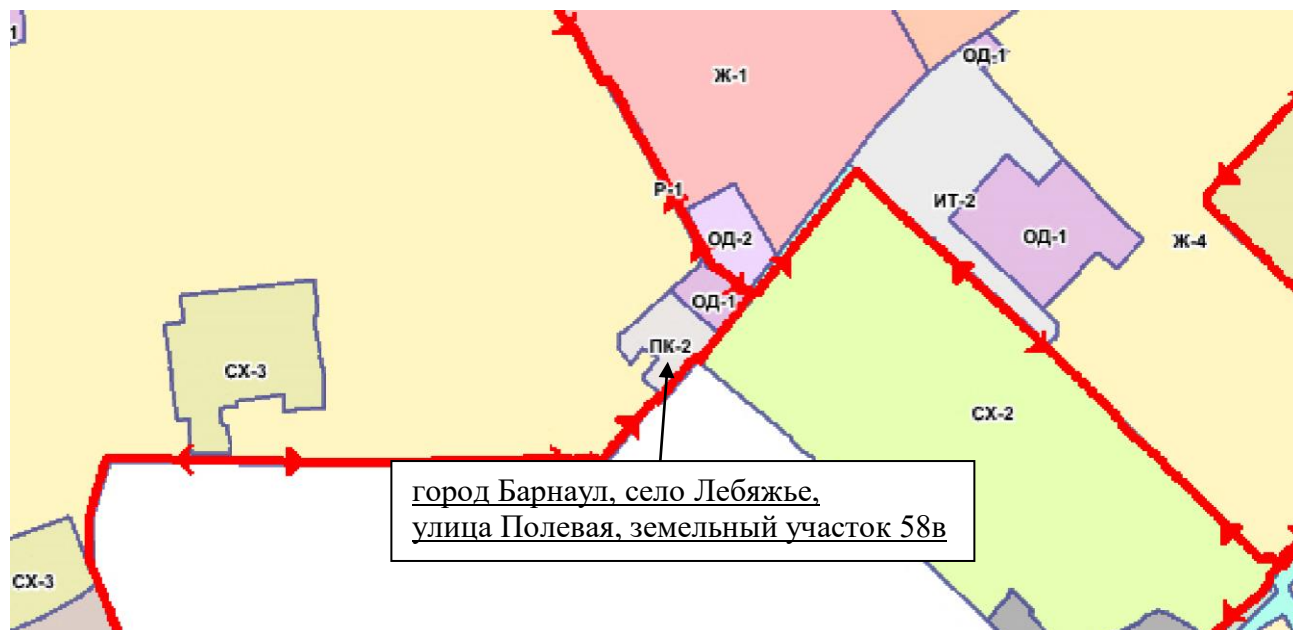 1
ОД-1
Ж-1
Р-1
ИТ-2
ОД-2
ОД-1
Ж-4
ОД-1
ПК-2
СХ-3
СХ-2
город Барнаул, село Лебяжье,
улица Полевая, земельный участок 58в
СХ-3